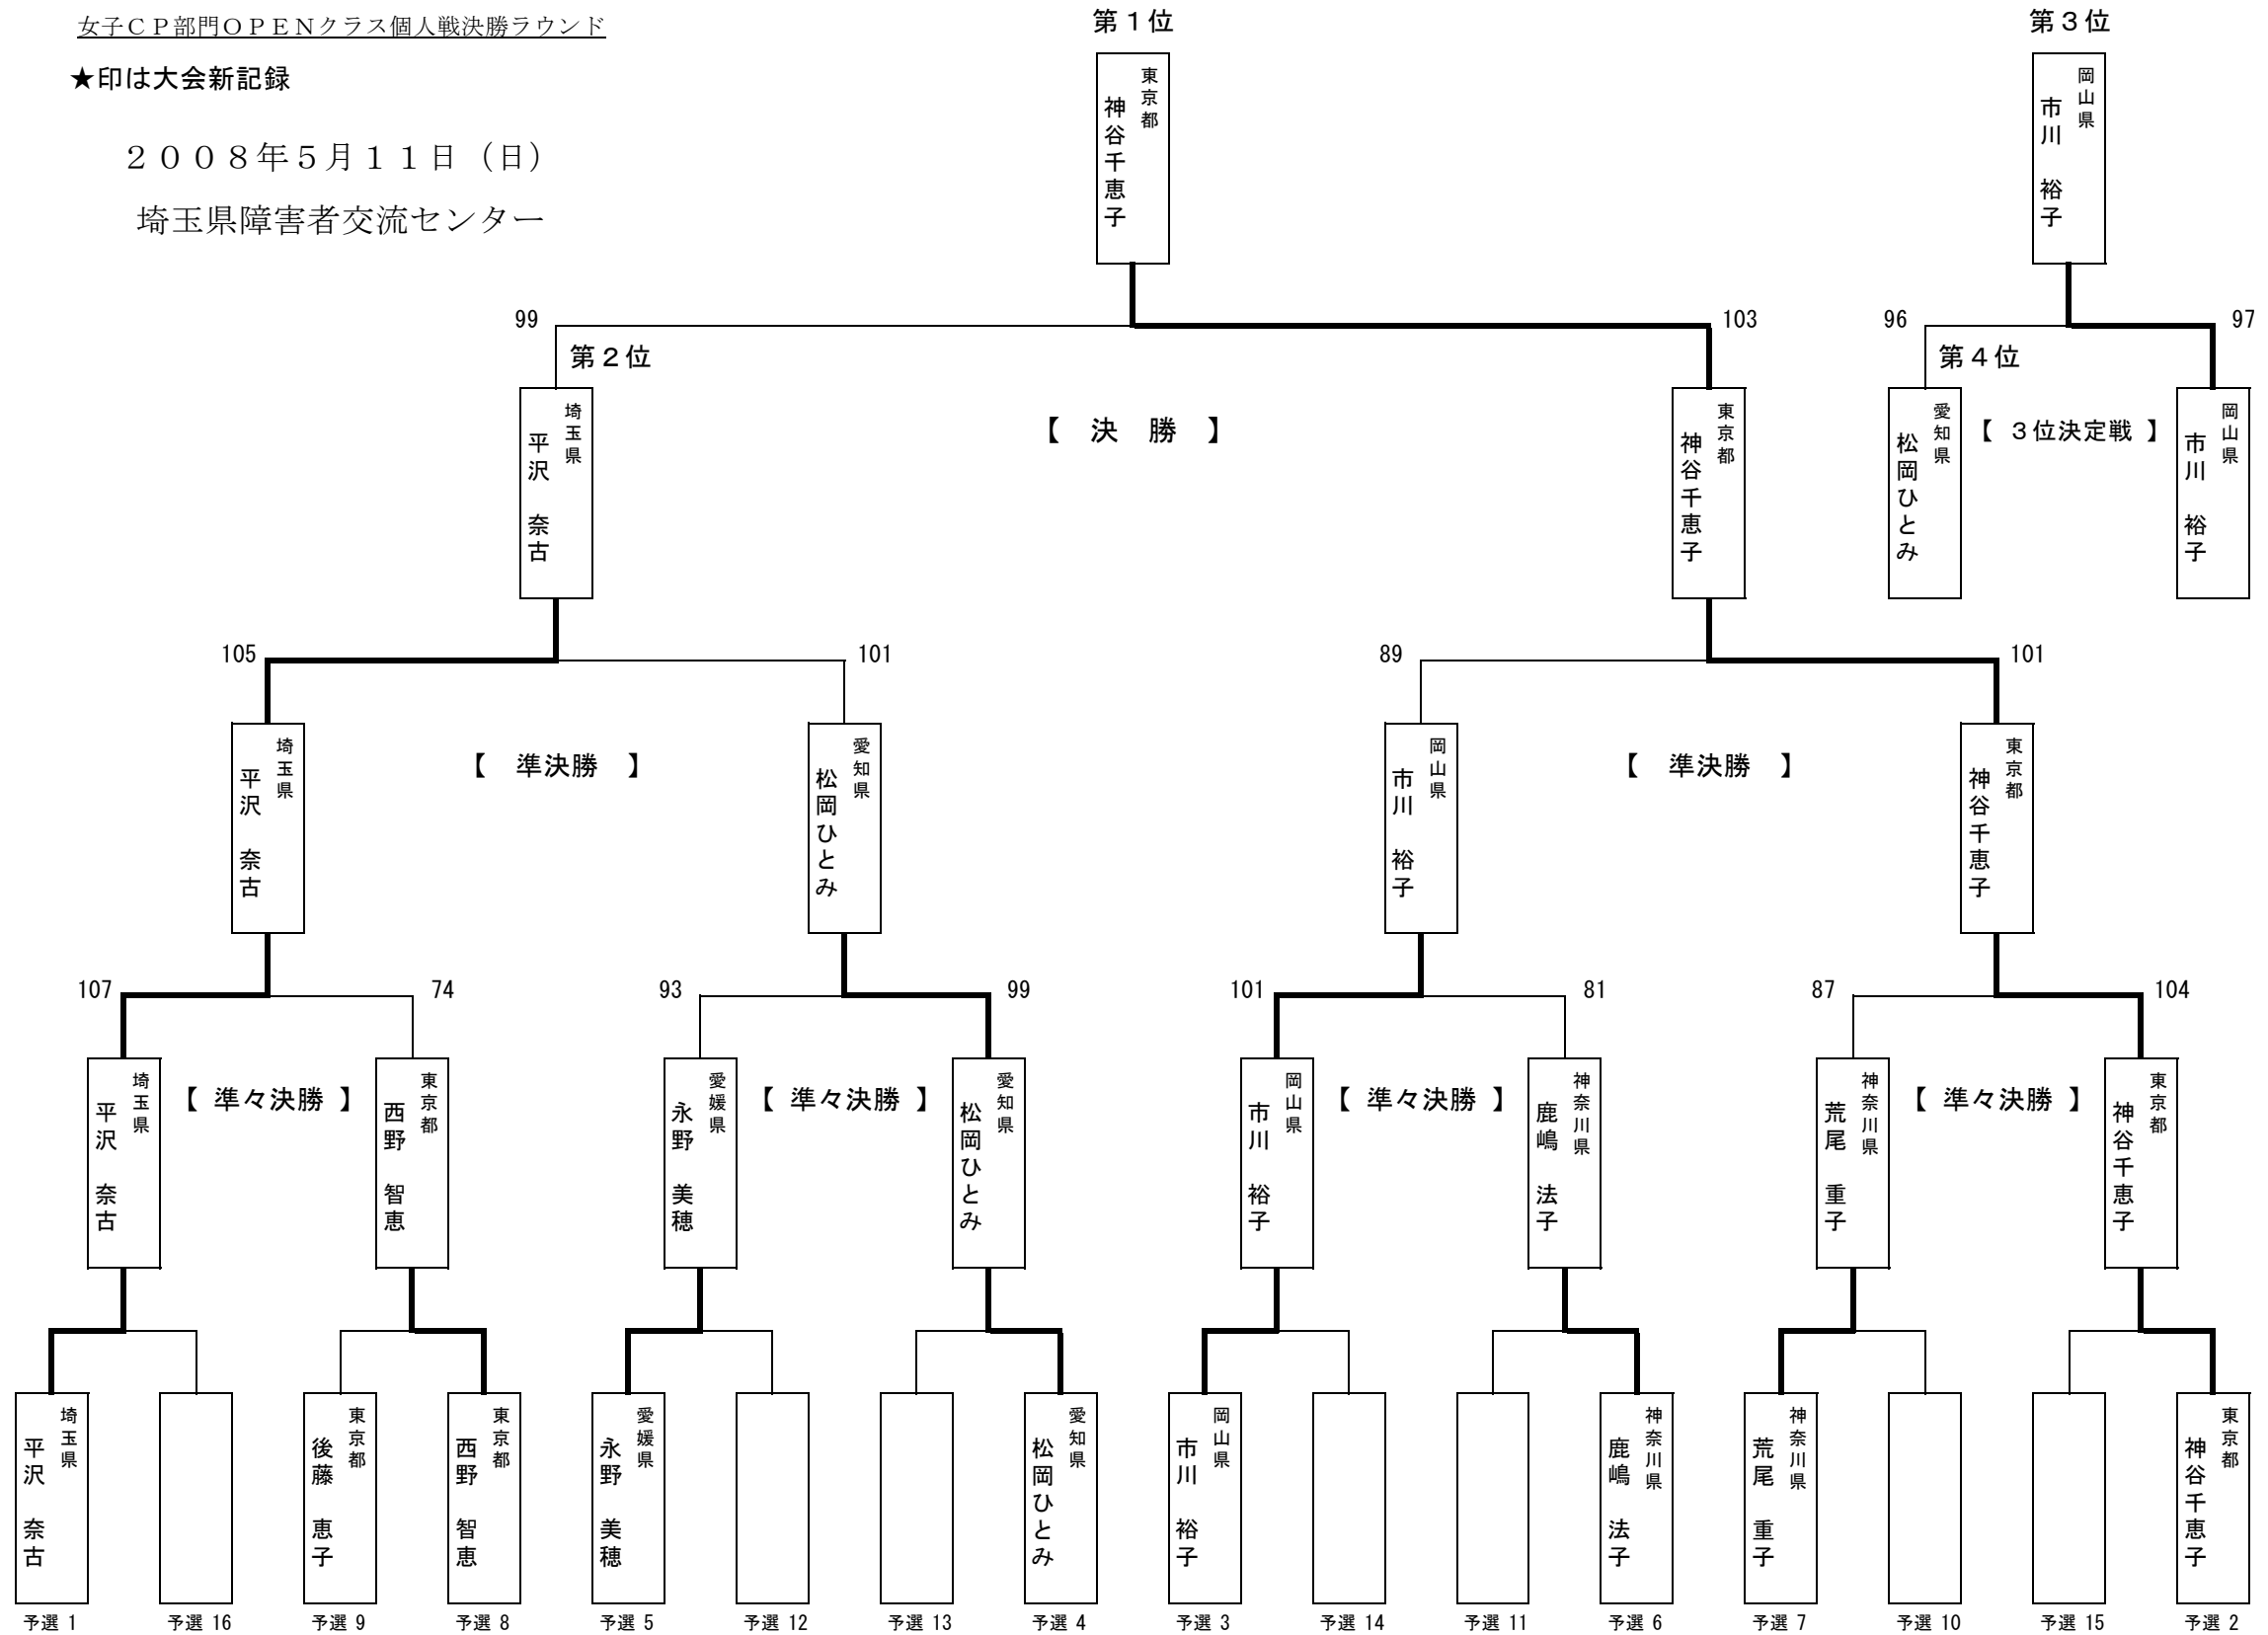 女子ＣＰ部門ＯＰＥＮクラス個人戦決勝ラウンド
★印は大会新記録
２００８年５月１１日（日）
埼玉県障害者交流センター
第１位
東京都
神谷千恵子
第３位
岡山県
市川　裕子
99
103
96
97
第２位
第４位
埼玉県
平沢　奈古
【　決　勝　】
東京都
神谷千恵子
愛知県
松岡ひとみ
【 ３位決定戦 】
岡山県
市川　裕子
105
101
89
101
埼玉県
平沢　奈古
【　準決勝　】
愛知県
松岡ひとみ
岡山県
市川　裕子
【　準決勝　】
東京都
神谷千恵子
107
74
93
99
101
81
87
104
埼玉県
平沢　奈古
【 準々決勝 】
東京都
西野　智恵
愛媛県
永野　美穂
【 準々決勝 】
愛知県
松岡ひとみ
岡山県
市川　裕子
【 準々決勝 】
神奈川県
鹿嶋　法子
神奈川県
荒尾　重子
【 準々決勝 】
東京都
神谷千恵子
埼玉県
平沢　奈古
東京都
後藤　恵子
東京都
西野　智恵
愛媛県
永野　美穂
愛知県
松岡ひとみ
岡山県
市川　裕子
神奈川県
鹿嶋　法子
神奈川県
荒尾　重子
東京都
神谷千恵子
予選 1
予選 16
予選 9
予選 8
予選 5
予選 12
予選 13
予選 4
予選 3
予選 14
予選 11
予選 6
予選 7
予選 10
予選 15
予選 2